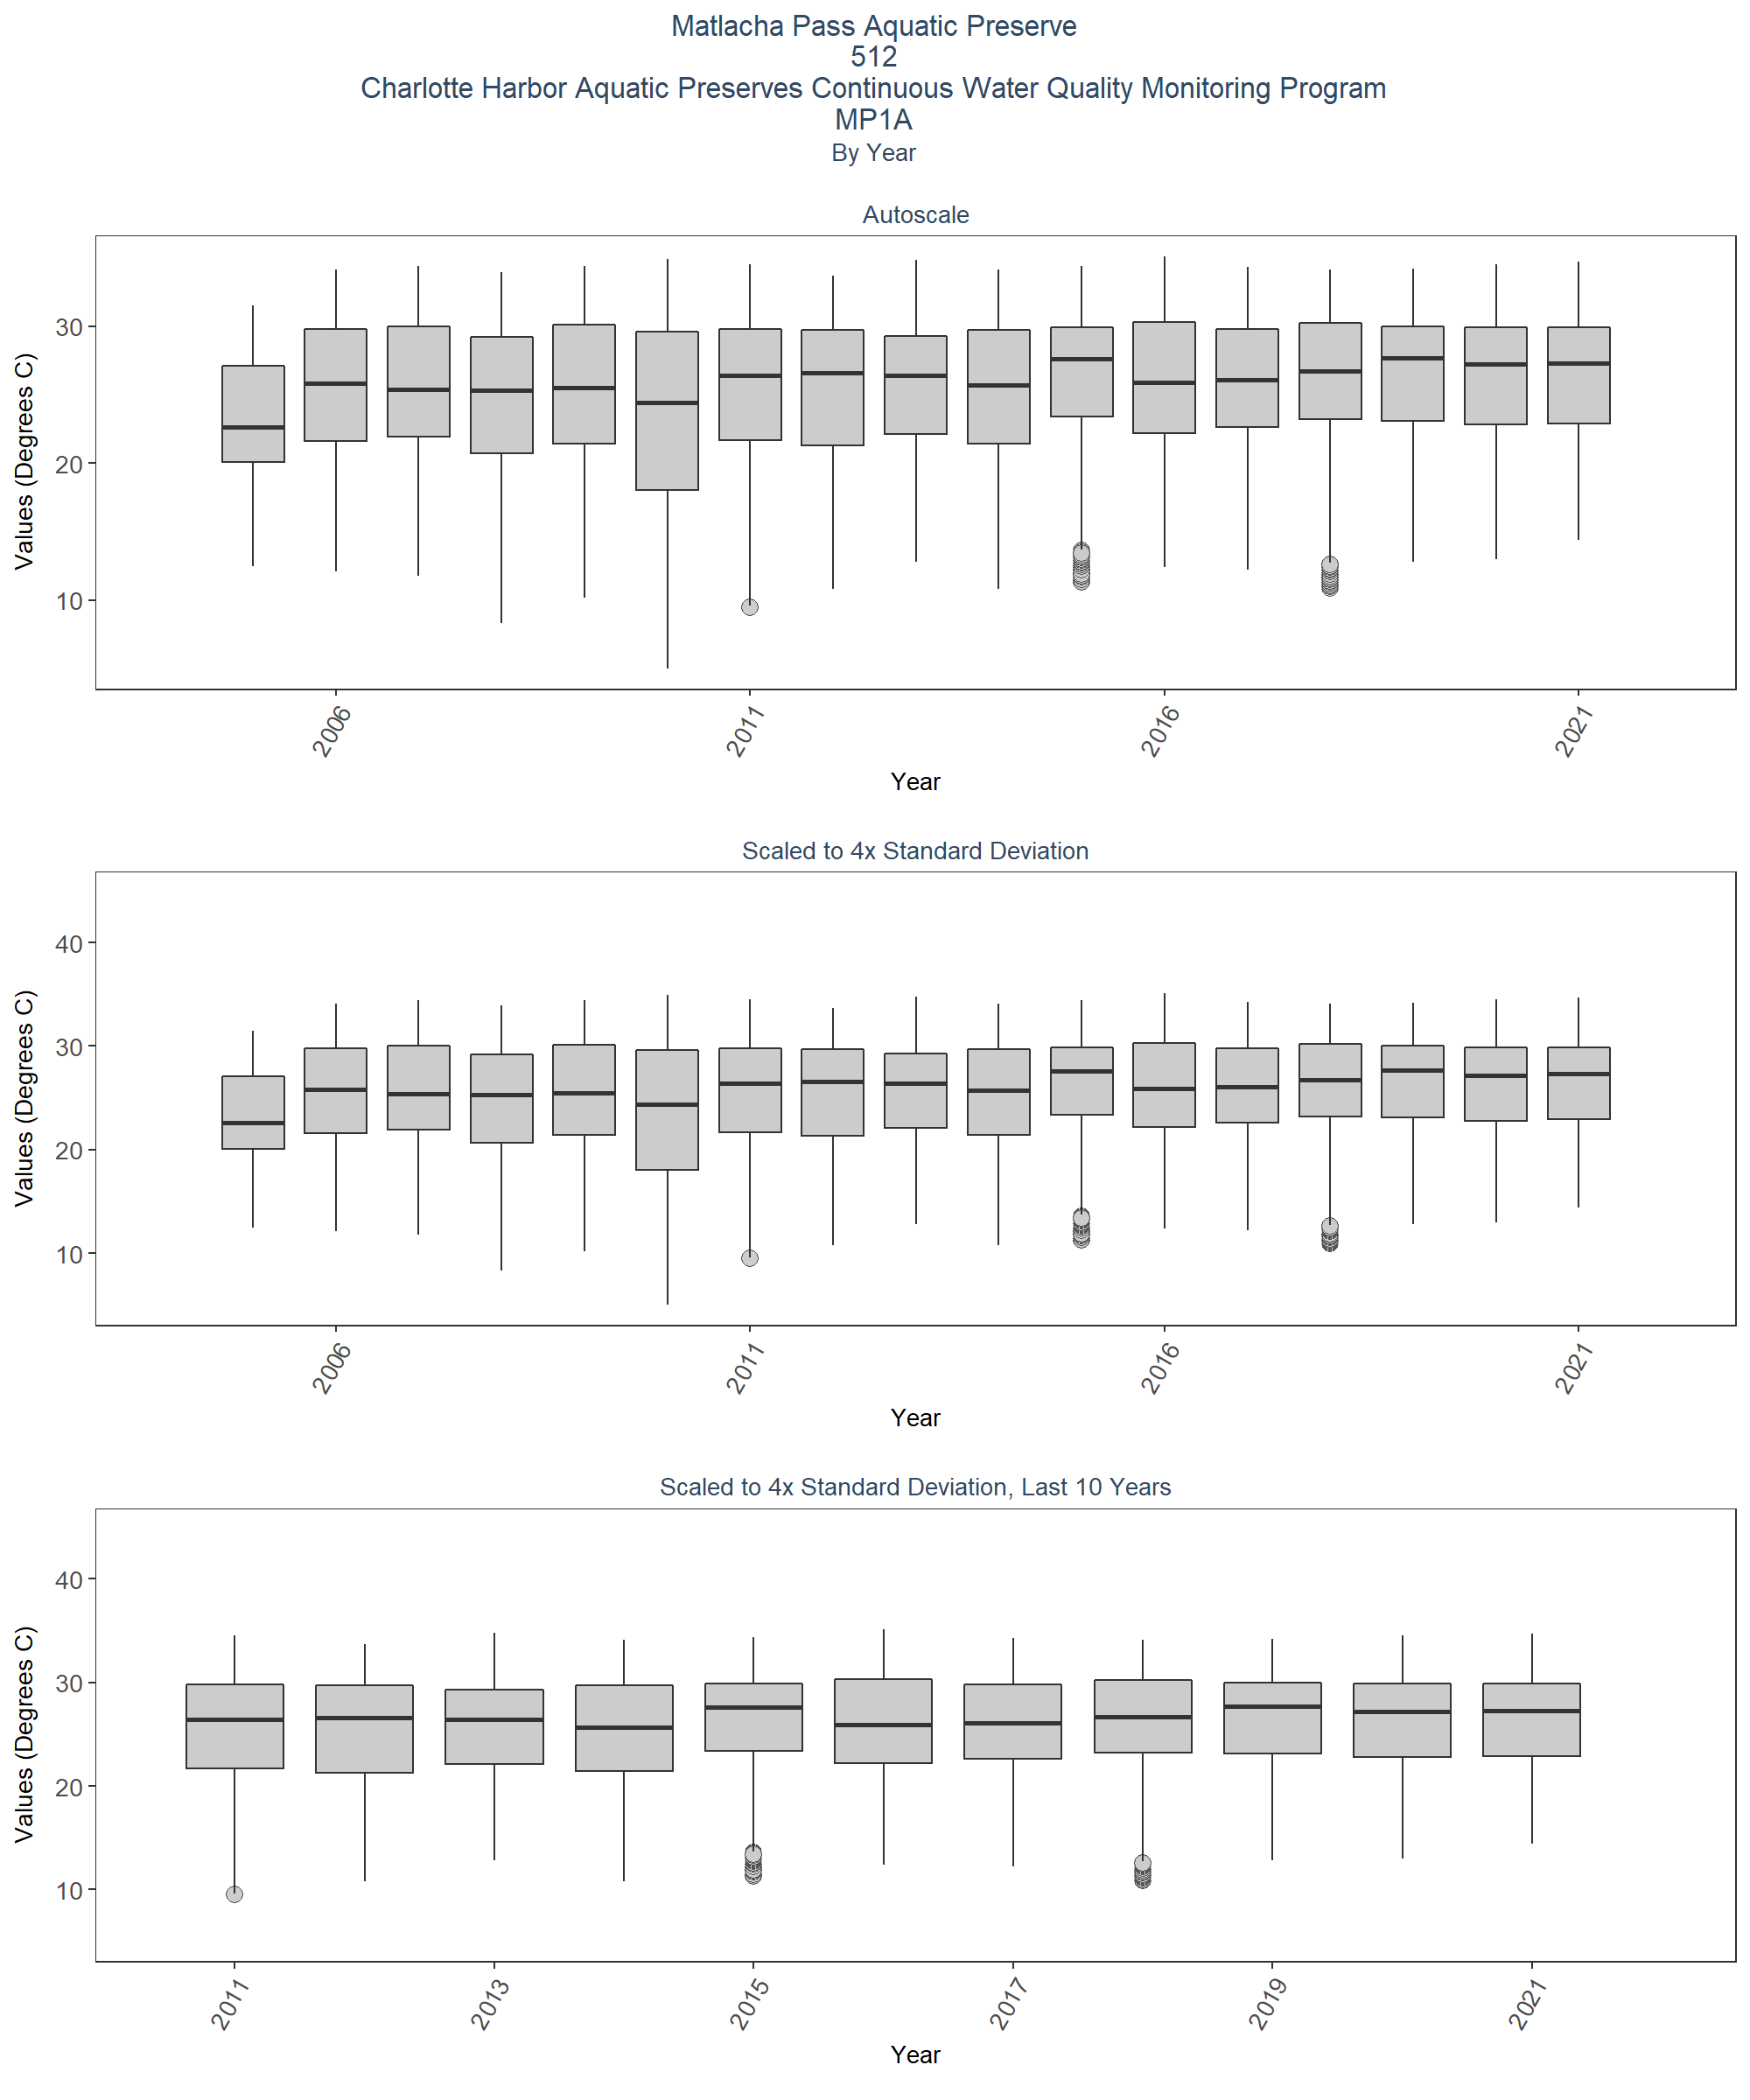 Matlacha Pass Aquatic Preserve
512
Charlotte Harbor Aquatic Preserves Continuous Water Quality Monitoring Program
MP1A
By Year
Autoscale
Values (Degrees C)
30
20
10
2006
2011
2016
2021
Year
Scaled to 4x Standard Deviation
Values (Degrees C)
40
30
20
10
2006
2011
2016
2021
Year
Scaled to 4x Standard Deviation, Last 10 Years
Values (Degrees C)
40
30
20
10
2011
2013
2015
2017
2019
2021
Year